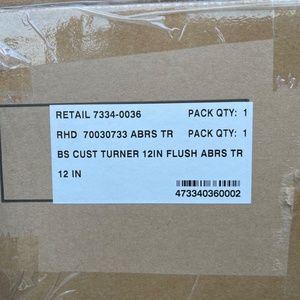 RETAIL 7334-0036 PACK QTY: 1
RHD 70030733 ABRS TR PACK QTY: 1
BS CUST TURNER 12IN FLUSH ABRS TR
12 IN
473340360002